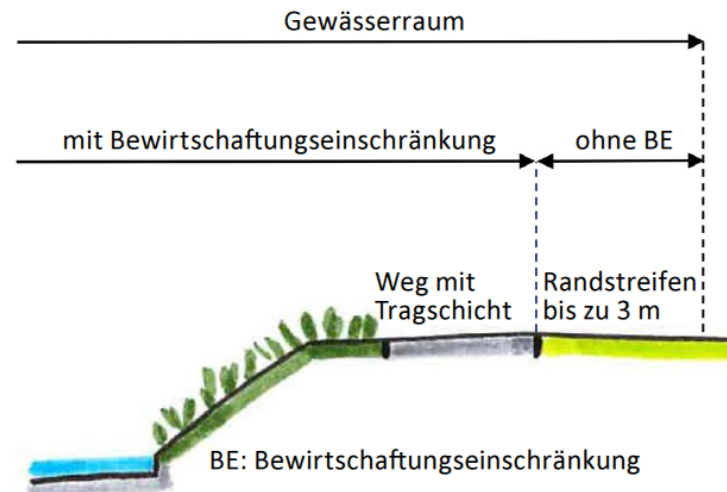 Gewässerraum
mit Bewirtschaftungseinschränkung
ohne BE
Weg mit
Tragschicht
Randstreifen
bis zu 3 m
BE: Bewirtschaftungseinschränkung